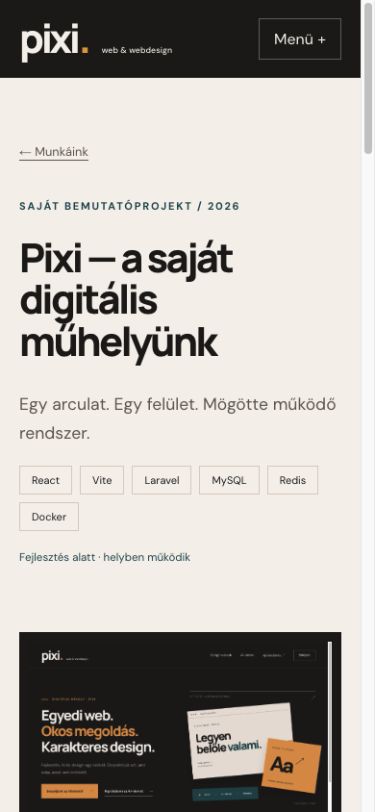 pixi. web & webdesign
Menü +
← Munkáink
SAJÁT BEMUTATÓPROJEKT / 2026
Pixi — a saját
digitális
műhelyünk
Egy arculat. Egy felület. Mögötte működő
rendszer.
React
Vite
Laravel
MySQL
Redis
Docker
Fejlesztés alatt · helyben működik
pixi.
Egyedi web.
Okos megoldás.
Karakteres design.
Legyen
belőle valami.
Aa